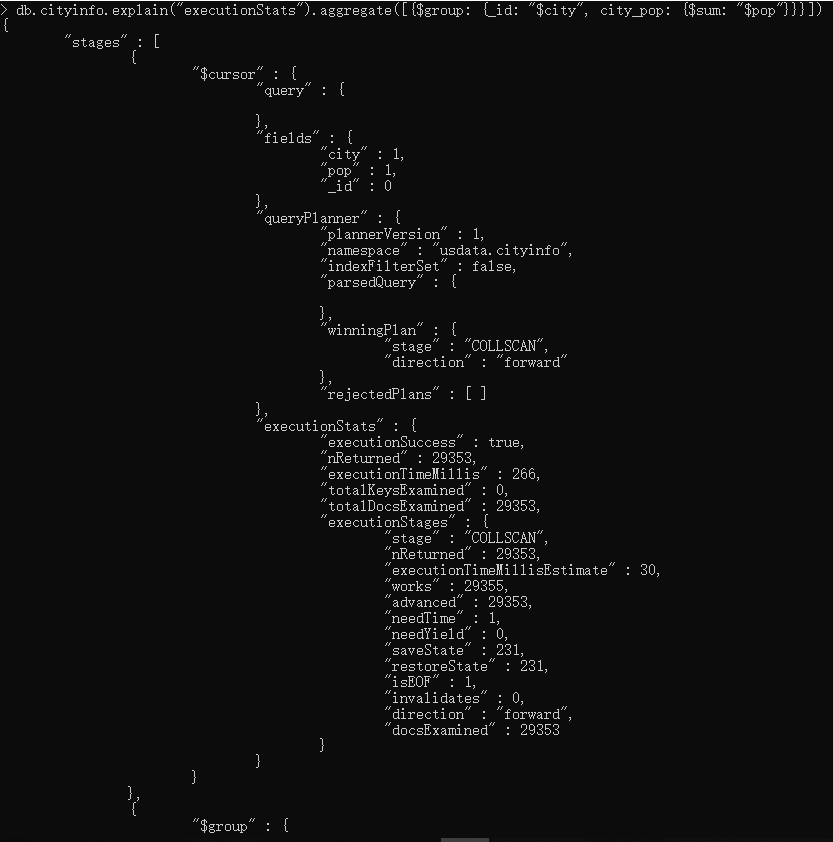 > db.cityinfo.explain("executionStats").aggregate([{$group: {_id: "$city", city_pop: {$sum: "$pop"}}}])
{
"stages" : [
{
"$cursor" : {
"query" : {
},
"fields" : {
"city" : 1,
"pop" : 1,
"_id" : 0
},
"queryPlanner" : {
"plannerVersion" : 1,
"namespace" : "usdata.cityinfo",
"indexFilterSet" : false,
"parsedQuery" : {
},
"winningPlan" : {
"stage" : "COLLSCAN",
"direction" : "forward"
},
"rejectedPlans" : [ ]
},
"executionStats" : {
"executionSuccess" : true,
"nReturned" : 29353,
"executionTimeMillis" : 266,
"totalKeysExamined" : 0,
"totalDocsExamined" : 29353,
"executionStages" : {
"stage" : "COLLSCAN",
"nReturned" : 29353,
"executionTimeMillisEstimate" : 30,
"works" : 29355,
"advanced" : 29353,
"needTime" : 1,
"needYield" : 0,
"saveState" : 231,
"restoreState" : 231,
"isEOF" : 1,
"invalidates" : 0,
"direction" : "forward",
"docsExamined" : 29353
}
}
}
},
{
"$group" : {